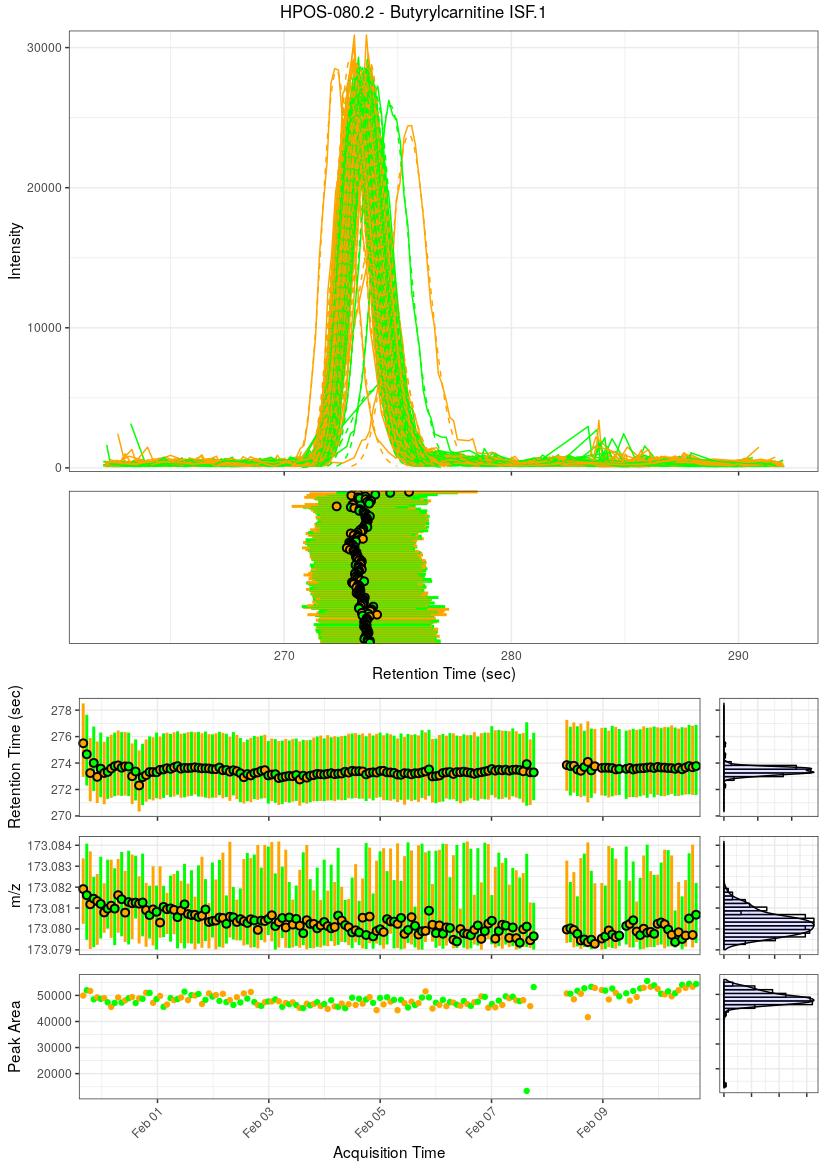 HPOS-080.2 - Butyrylcarnitine ISF.1
30000
20000
10000
0
Intensity
270
280
290
Retention Time (sec)
278
276
274
272
270
Retention Time (sec)
173.084
173.083
173.082
173.081
173.080
173.079
m/z
50000
40000
30000
20000
Peak Area
Feb 01
Feb 03
Feb 05
Feb 07
Feb 09
Acquisition Time